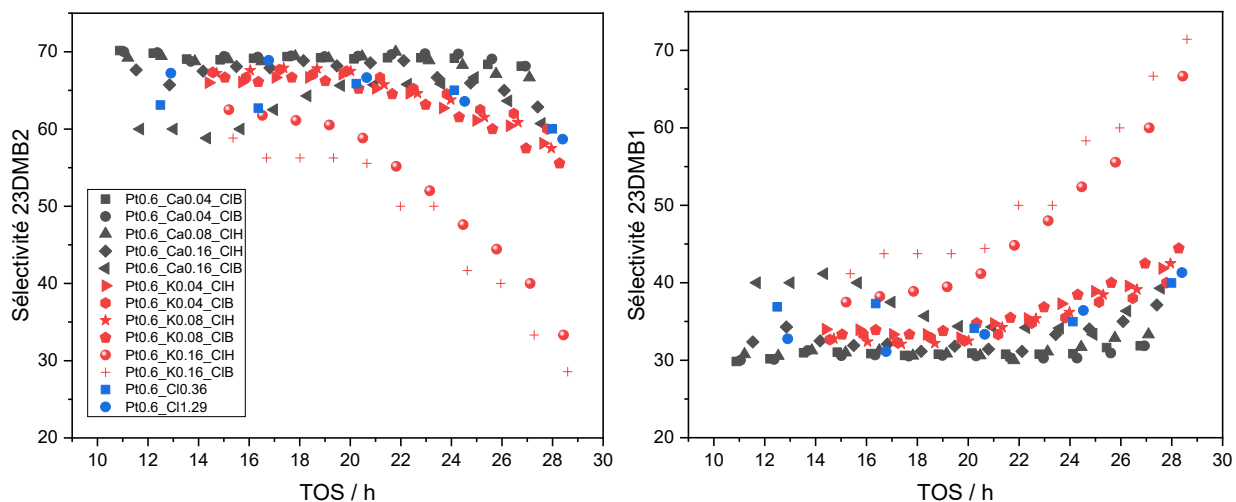 Sélectivité 23DMB2
70
60
50
40
30
20
Pt0.6_Ca0.04_ClB
Pt0.6_Ca0.04_ClB
Pt0.6_Ca0.08_ClH
Pt0.6_Ca0.16_ClH
Pt0.6_Ca0.16_ClB
Pt0.6_K0.04_ClH
Pt0.6_K0.04_ClB
Pt0.6_K0.08_ClH
Pt0.6_K0.08_ClB
Pt0.6_K0.16_ClH
Pt0.6_K0.16_ClB
Pt0.6_Cl0.36
Pt0.6_Cl1.29
10 12 14 16 18 20 22 24 26 28 30
TOS / h
Sélectivité 23DMB1
70
60
50
40
30
20
10 12 14 16 18 20 22 24 26 28 30
TOS / h